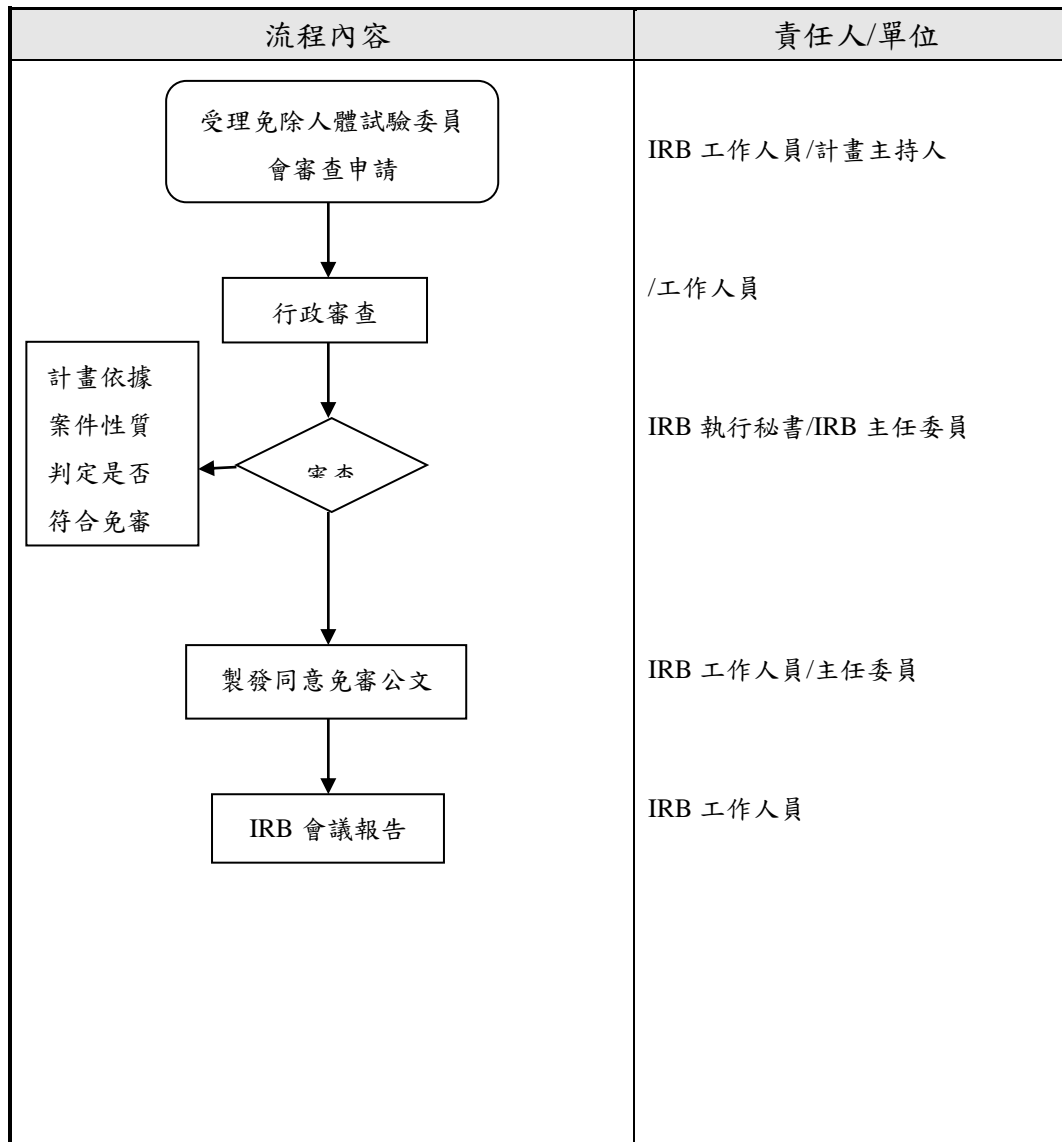 流程內容
責任人/單位
受理免除人體試驗委員
會審查申請
IRB 工作人員/計畫主持人
行政審查
/工作人員
計畫依據
案件性質
判定是否
符合免審
審查
IRB 執行秘書/IRB 主任委員
製發同意免審公文
IRB 工作人員/主任委員
IRB 會議報告
IRB 工作人員